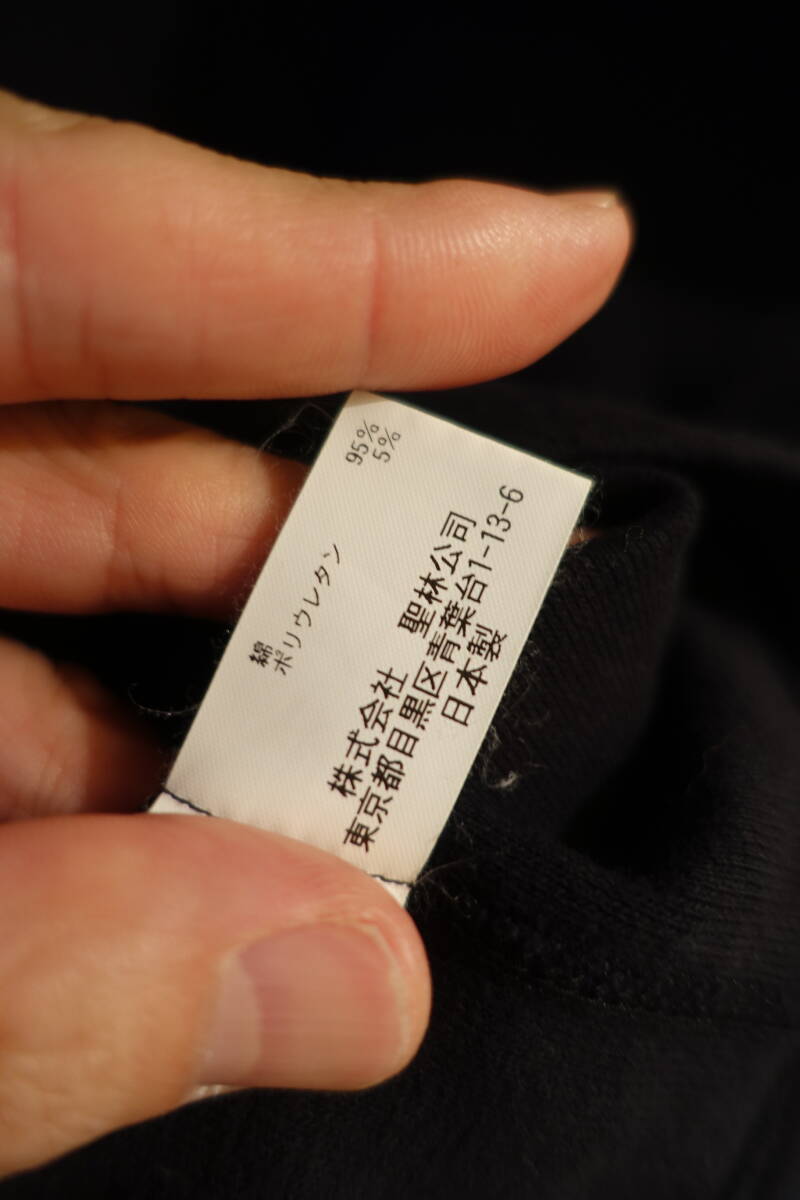 綿 95%
ポリウレタン 5%
株式会社 聖林公司
東京都目黒区青葉台1-13-6
日本製